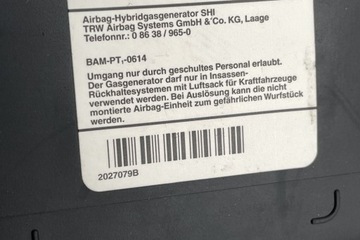 Airbag-Hybridgasgenerator SHI
TRW Airbag Systems GmbH & Co. KG, Laage
Telefonnr.: 0 86 38 / 965-0
BAM-PT₁-0614
Umgang nur durch geschultes Personal erlaubt.
Der Gasgenerator darf nur in Insassen-
Rückhaltesystemen mit Luftsack für Kraftfahrzeuge
verwendet werden. Bei Auslösung kann die nicht
montierte Airbag-Einheit zum gefährlichen Wurfstück
werden.
2027079B